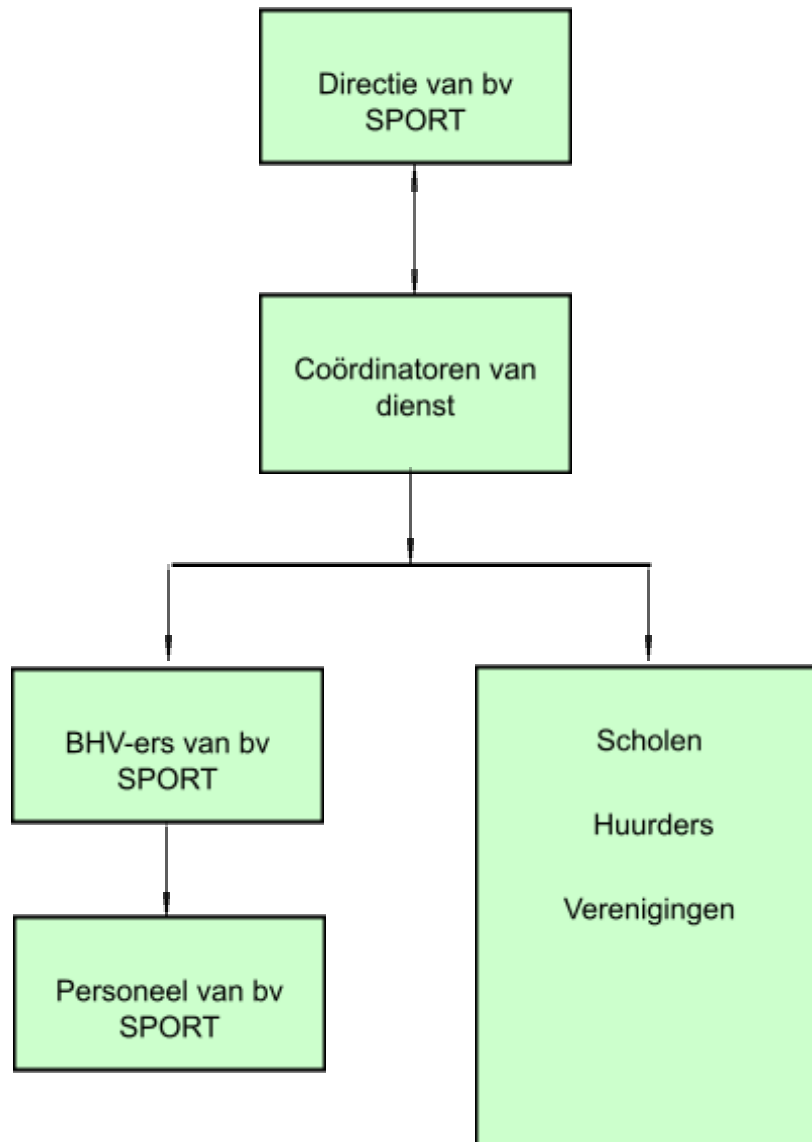 Directie van bv
SPORT
Coördinatoren van
dienst
BHV-ers van bv
SPORT
Personeel van bv
SPORT
Scholen
Huurders
Verenigingen